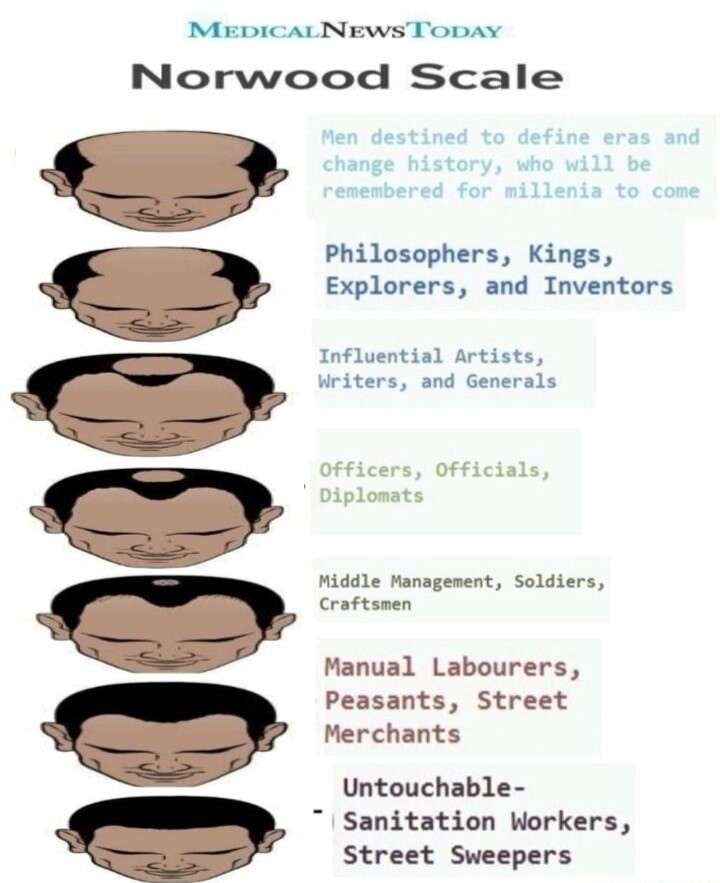 MEDICALNEWSTODAY
Norwood Scale
Men destined to define eras and
change history, who will be
remembered for millenia to come
Philosophers, Kings,
Explorers, and Inventors
Influential Artists,
Writers, and Generals
Officers, Officials,
Diplomats
Middle Management, Soldiers,
Craftsmen
Manual Labourers,
Peasants, Street
Merchants
Untouchable-
Sanitation Workers,
Street Sweepers